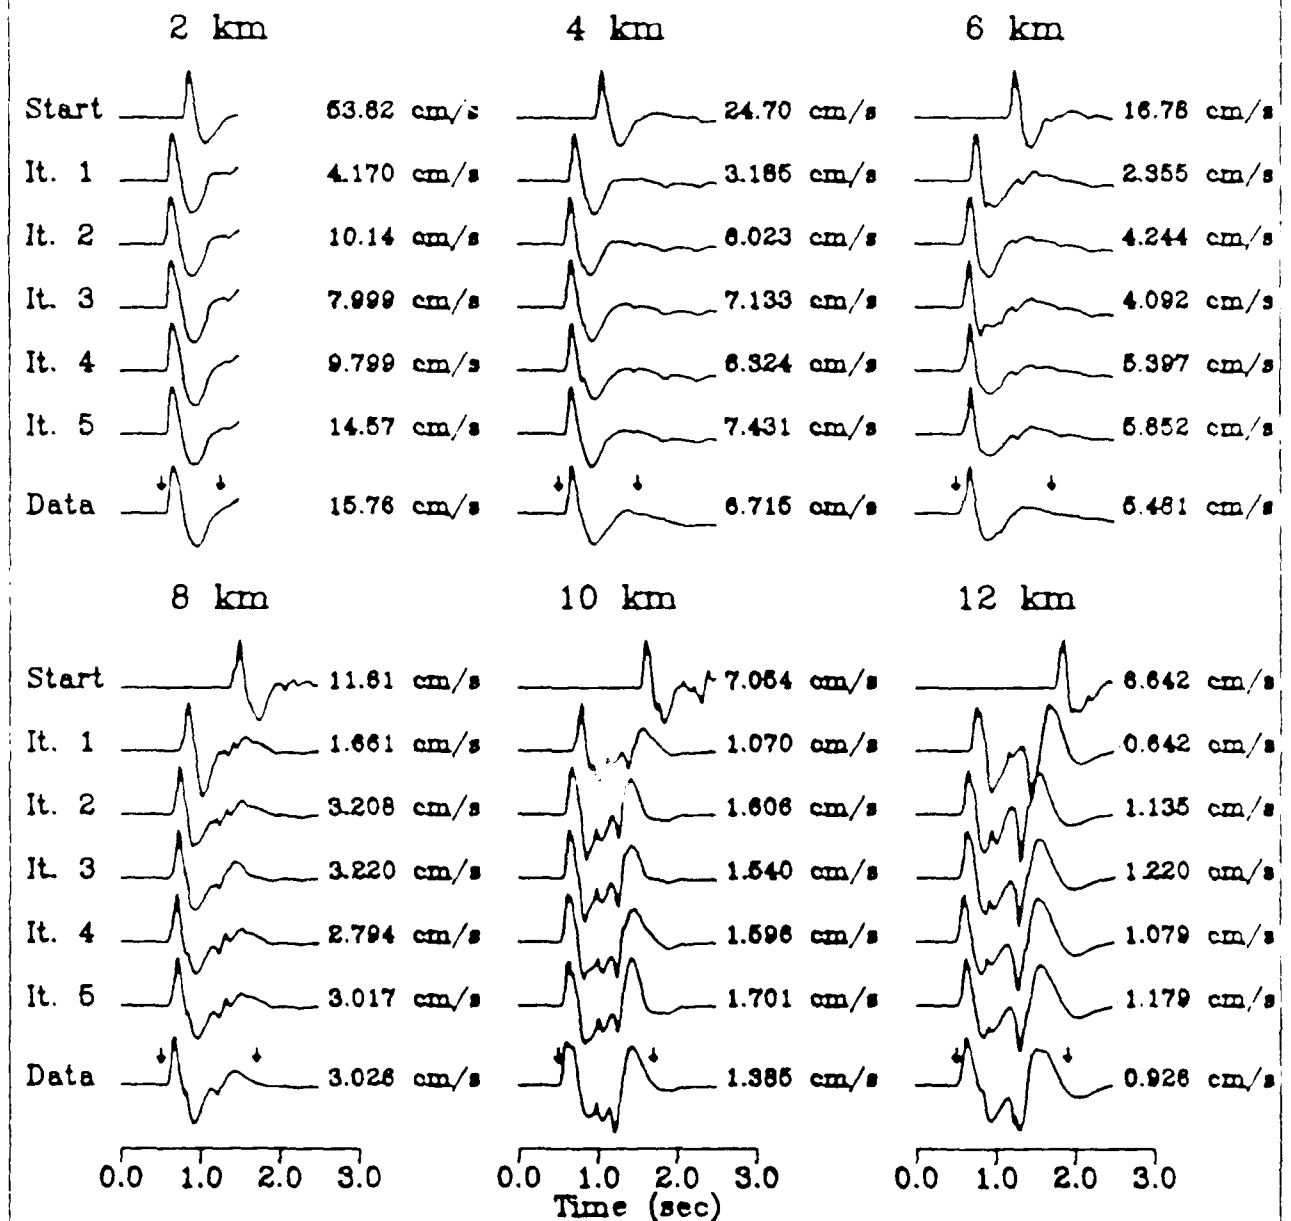 2 km 4 km 6 km
Start 53.82 cm/s 24.70 cm/s 16.76 cm/s
It. 1 4.170 cm/s 3.185 cm/s 2.355 cm/s
It. 2 10.14 cm/s 6.023 cm/s 4.244 cm/s
It. 3 7.999 cm/s 7.133 cm/s 4.092 cm/s
It. 4 9.799 cm/s 6.324 cm/s 5.397 cm/s
It. 5 14.57 cm/s 7.431 cm/s 5.852 cm/s
Data 15.76 cm/s 6.715 cm/s 5.481 cm/s
8 km 10 km 12 km
Start 11.61 cm/s 7.054 cm/s 6.642 cm/s
It. 1 1.661 cm/s 1.070 cm/s 0.642 cm/s
It. 2 3.208 cm/s 1.606 cm/s 1.135 cm/s
It. 3 3.220 cm/s 1.540 cm/s 1.220 cm/s
It. 4 2.794 cm/s 1.596 cm/s 1.079 cm/s
It. 5 3.017 cm/s 1.701 cm/s 1.179 cm/s
Data 3.026 cm/s 1.385 cm/s 0.926 cm/s
0.0 1.0 2.0 3.0 0.0 1.0 2.0 3.0 0.0 1.0 2.0 3.0
Time (sec)